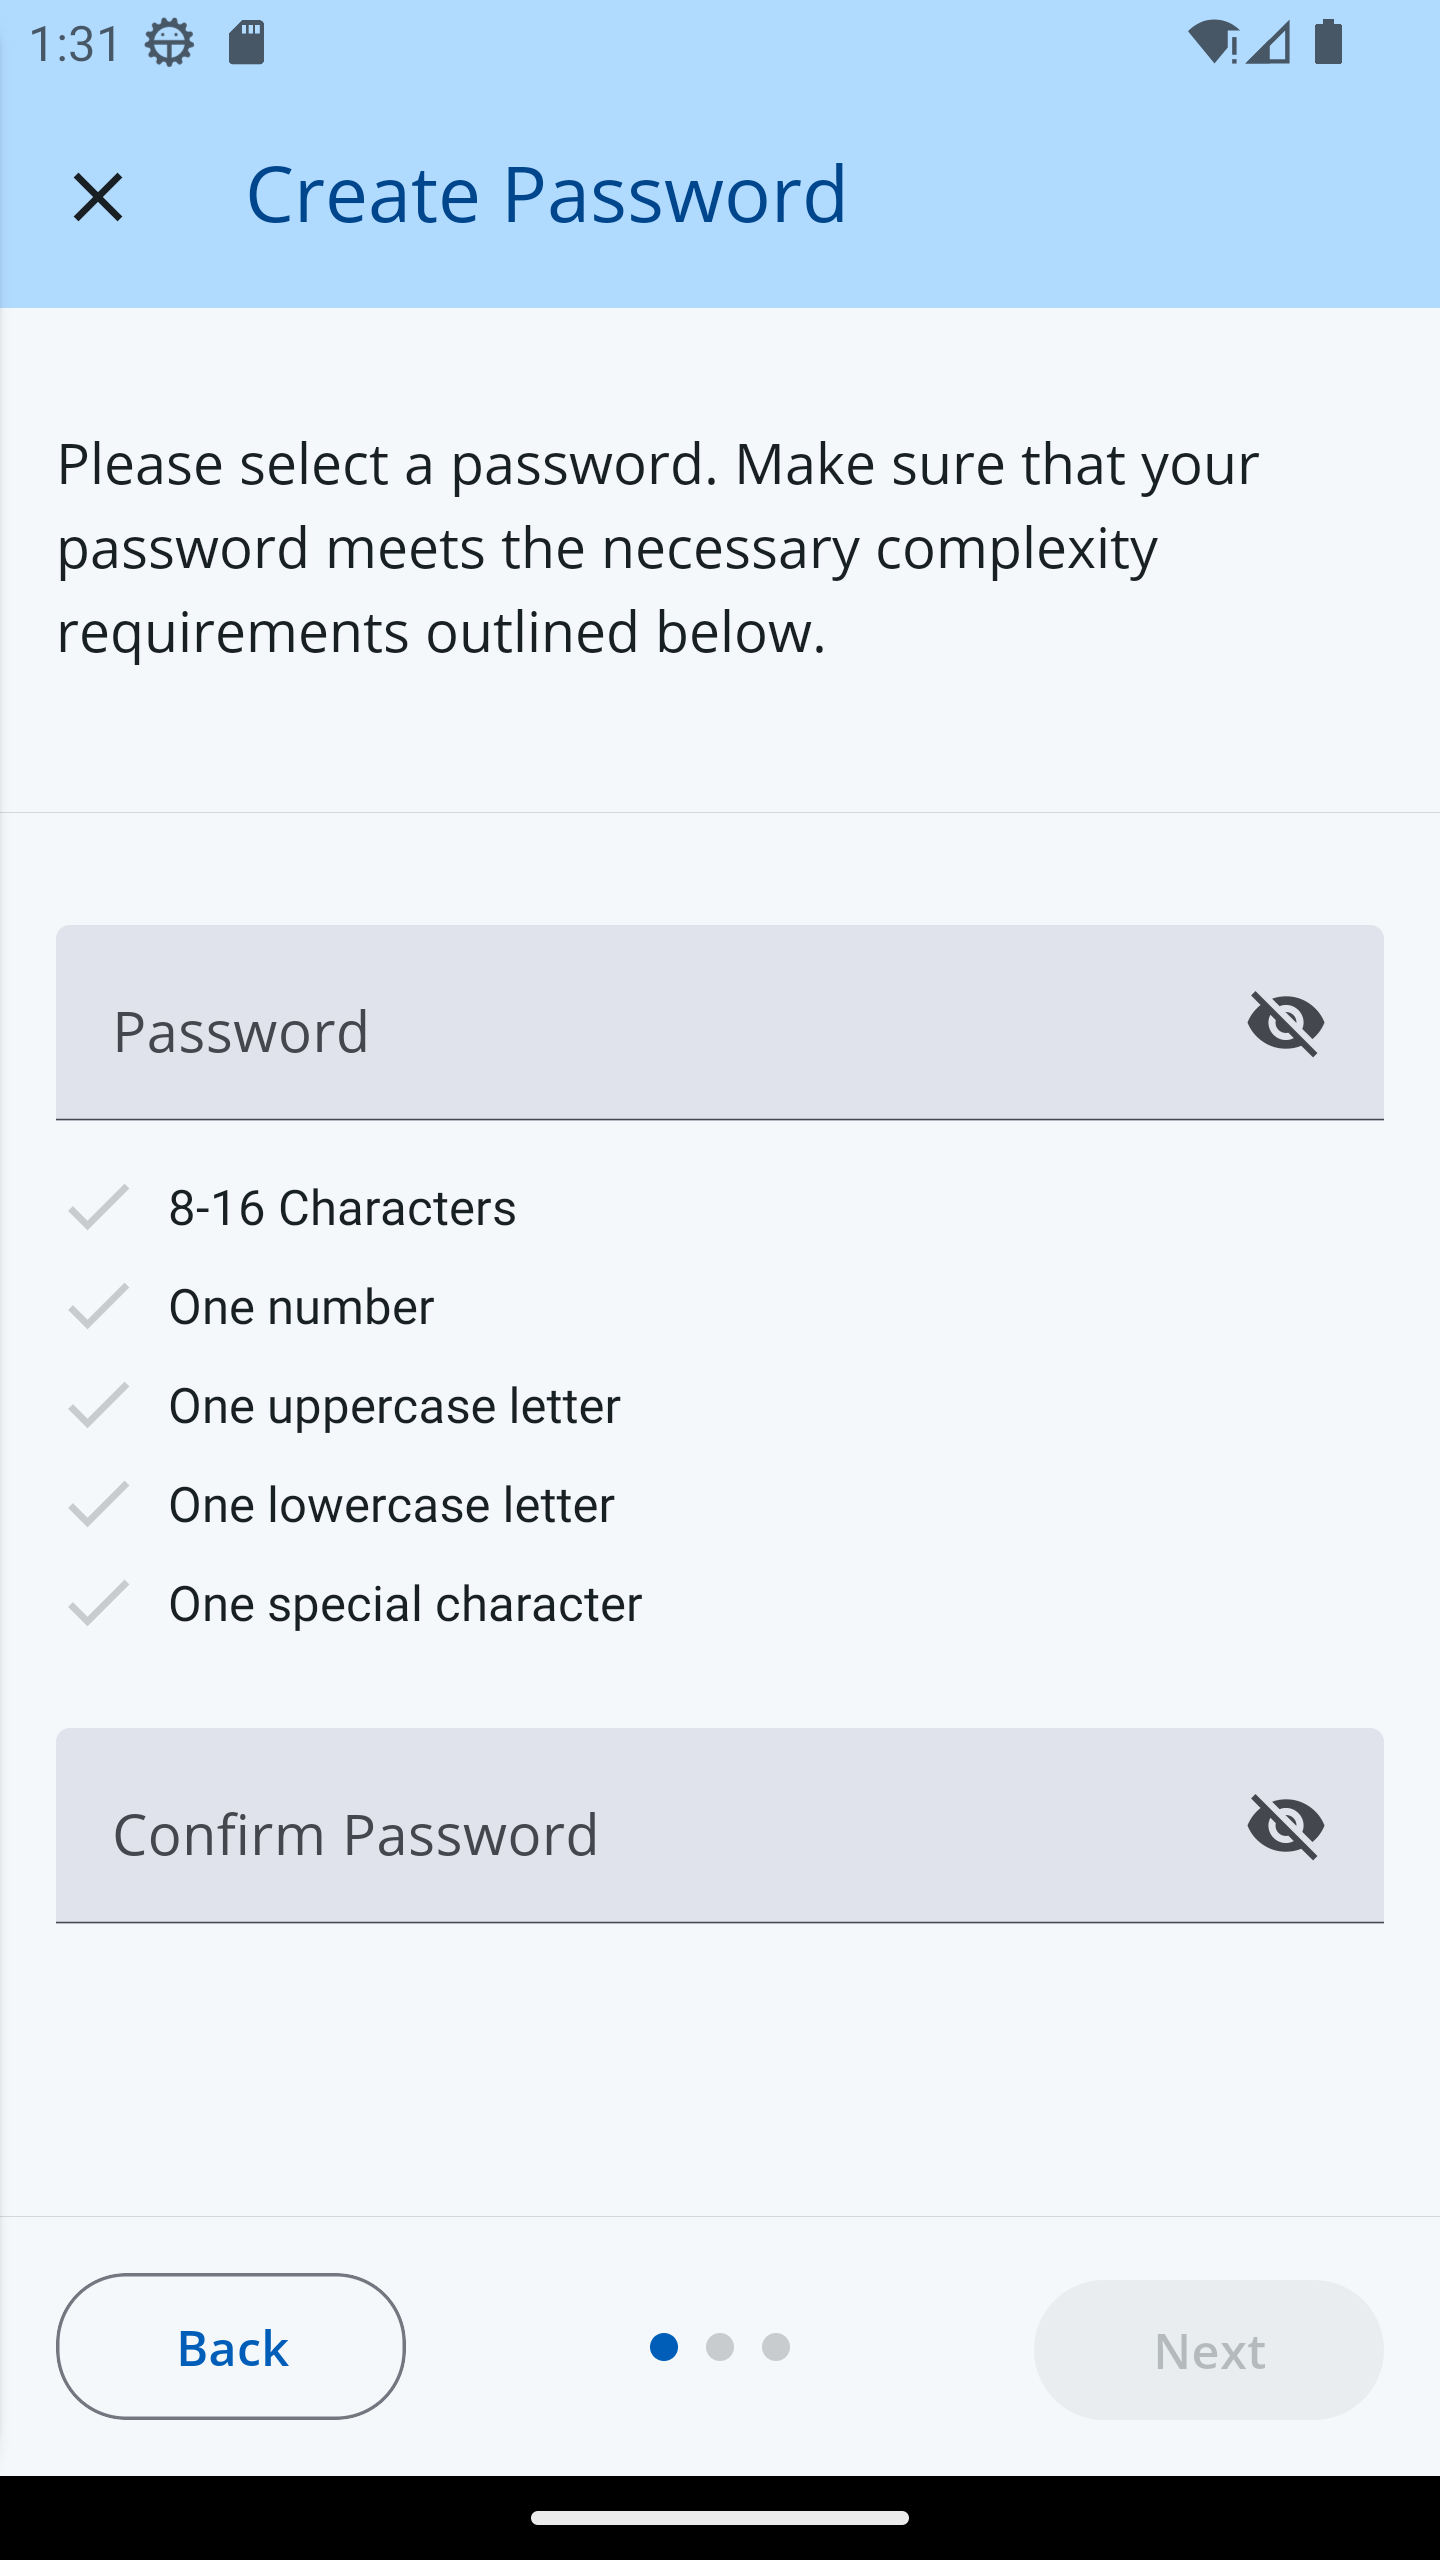 1:31
Create Password
Please select a password. Make sure that your
password meets the necessary complexity
requirements outlined below.
Password
8-16 Characters
One number
One uppercase letter
One lowercase letter
One special character
Confirm Password
Back
Next